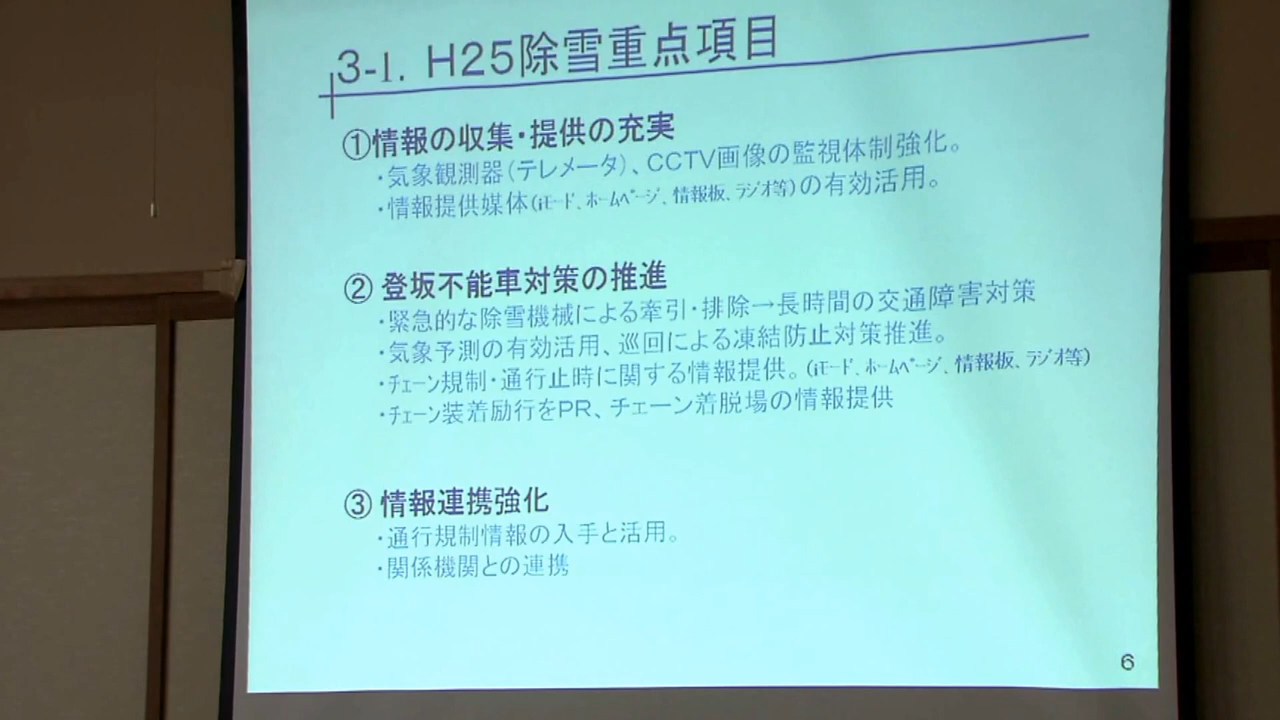 3-1. H25除雪重点項目
①情報の収集・提供の充実
・気象観測器(テレメータ)、CCTV画像の監視体制強化。
・情報提供媒体(iﾓｰﾄﾞ、ﾎｰﾑﾍﾟｰｼﾞ、情報板、ﾗｼﾞｵ等)の有効活用。
② 登坂不能車対策の推進
・緊急的な除雪機械による牽引・排除→長時間の交通障害対策
・気象予測の有効活用、巡回による凍結防止対策推進。
・ﾁｪｰﾝ規制・通行止時に関する情報提供。(iﾓｰﾄﾞ、ﾎｰﾑﾍﾟｰｼﾞ、情報板、ﾗｼﾞｵ等)
・ﾁｪｰﾝ装着励行をPR、チェーン着脱場の情報提供
③ 情報連携強化
・通行規制情報の入手と活用。
・関係機関との連携
6